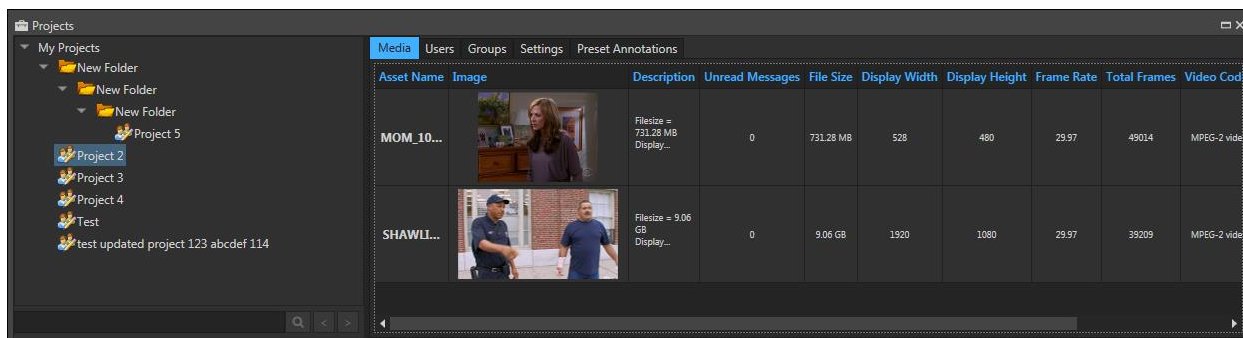 Projects
My Projects
New Folder
New Folder
New Folder
Project 5
Project 2
Project 3
Project 4
Test
test updated project 123 abcdef 114
< >
Media Users Groups Settings Preset Annotations
Asset Name Image Description Unread Messages File Size Display Width Display Height Frame Rate Total Frames Video Cod
MOM_10... Filesize = 731.28 MB Display... 0 731.28 MB 528 480 29.97 49014 MPEG-2 vide
SHAWLI... Filesize = 9.06 GB Display... 0 9.06 GB 1920 1080 29.97 39209 MPEG-2 vide